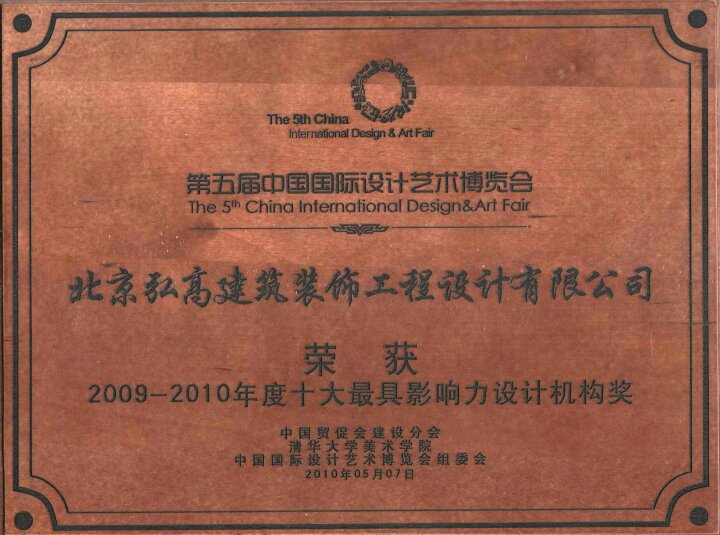 The 5th China
International Design & Art Fair
第五届中国国际设计艺术博览会
The 5th China International Design&Art Fair
北京弘高建筑装饰工程设计有限公司
荣 获
2009-2010年度十大最具影响力设计机构奖
中国贸促会建设分会
清华大学美术学院
中国国际设计艺术博览会组委会
2010年05月07日